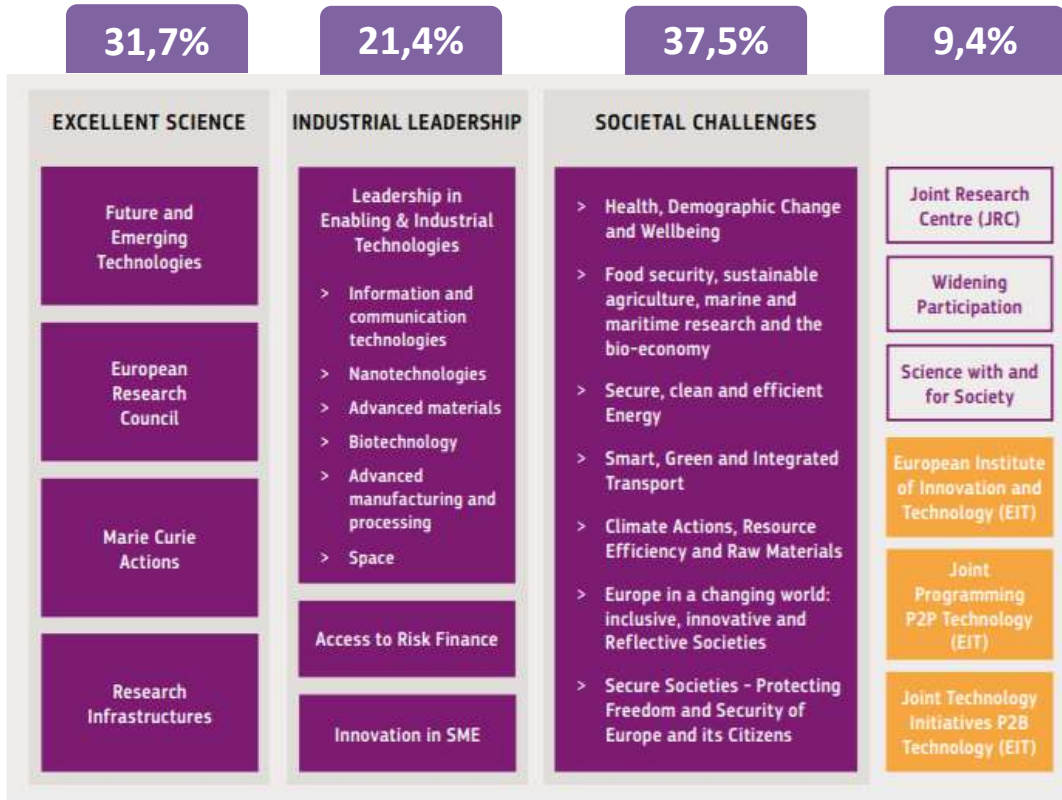 31,7%
21,4%
37,5%
9,4%
EXCELLENT SCIENCE
Future and
Emerging
Technologies
European
Research
Council
Marie Curie
Actions
Research
Infrastructures
INDUSTRIAL LEADERSHIP
Leadership in
Enabling & Industrial
Technologies
> Information and
communication
technologies
> Nanotechnologies
> Advanced materials
> Biotechnology
> Advanced
manufacturing and
processing
> Space
Access to Risk Finance
Innovation in SME
SOCIETAL CHALLENGES
> Health, Demographic Change
and Wellbeing
> Food security, sustainable
agriculture, marine and
maritime research and the
bio-economy
> Secure, clean and efficient
Energy
> Smart, Green and Integrated
Transport
> Climate Actions, Resource
Efficiency and Raw Materials
> Europe in a changing world:
inclusive, innovative and
Reflective Societies
> Secure Societies - Protecting
Freedom and Security of
Europe and its Citizens
Joint Research
Centre (JRC)
Widening
Participation
Science with and
for Society
European Institute
of Innovation and
Technology (EIT)
Joint
Programming
P2P Technology
(EIT)
Joint Technology
Initiatives P2B
Technology (EIT)